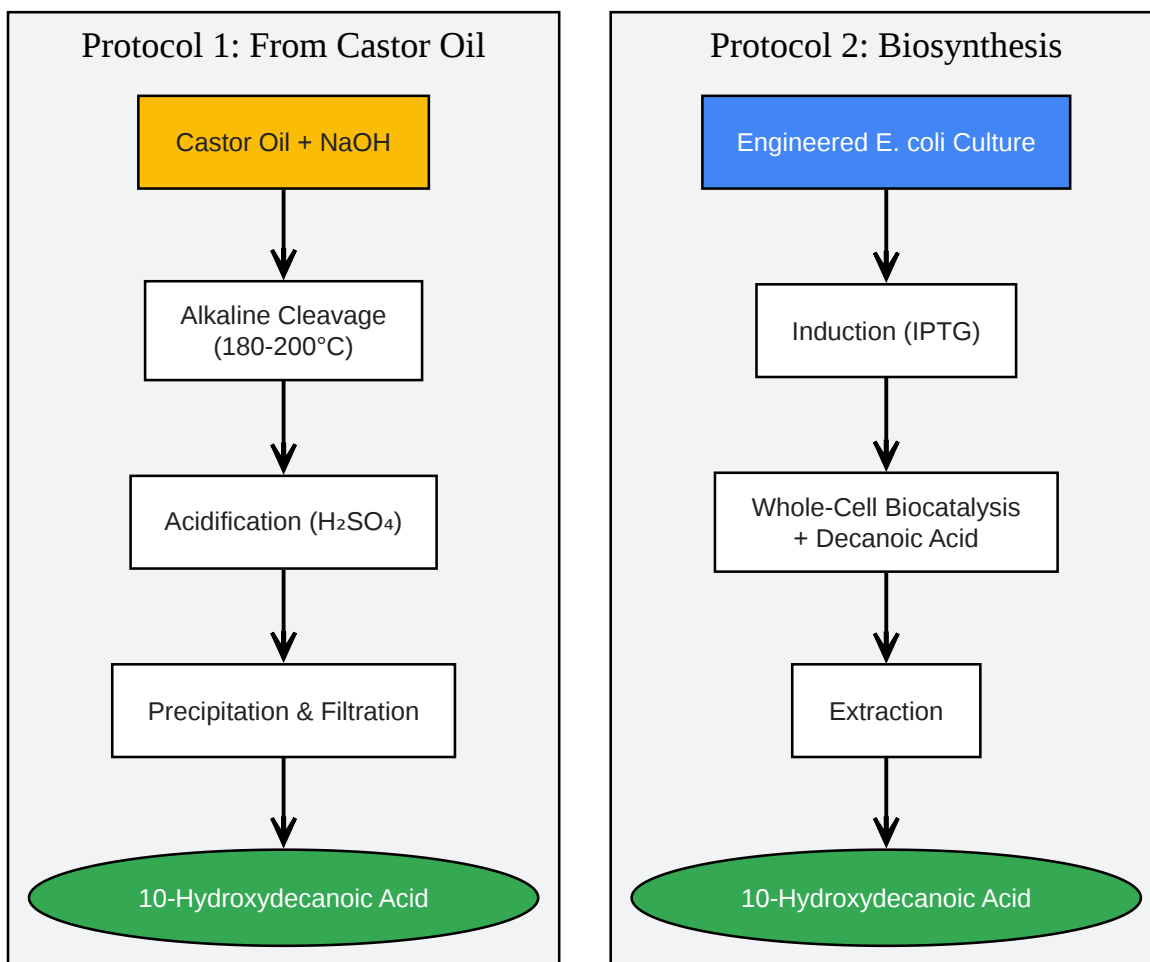 Protocol 1: From Castor Oil
Castor Oil + NaOH
Alkaline Cleavage
(180-200°C)
Acidification (H₂SO₄)
Precipitation & Filtration
10-Hydroxydecanoic Acid
Protocol 2: Biosynthesis
Engineered E. coli Culture
Induction (IPTG)
Whole-Cell Biocatalysis
+ Decanoic Acid
Extraction
10-Hydroxydecanoic Acid